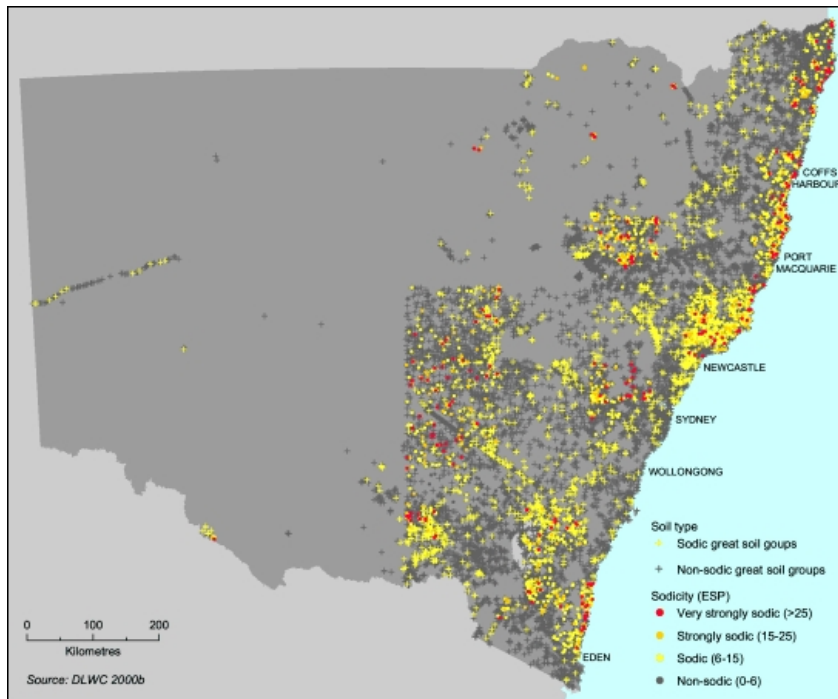 COFFS
HARBOUR
PORT
MACQUARIE
NEWCASTLE
SYDNEY
WOLLONGONG
EDEN
Soil type
Sodic great soil goups
Non-sodic great soil groups
Sodicity (ESP)
Very strongly sodic (>25)
Strongly sodic (15-25)
Sodic (6-15)
Non-sodic (0-6)
0 100 200
Kilometres
Source: DLWC 2000b